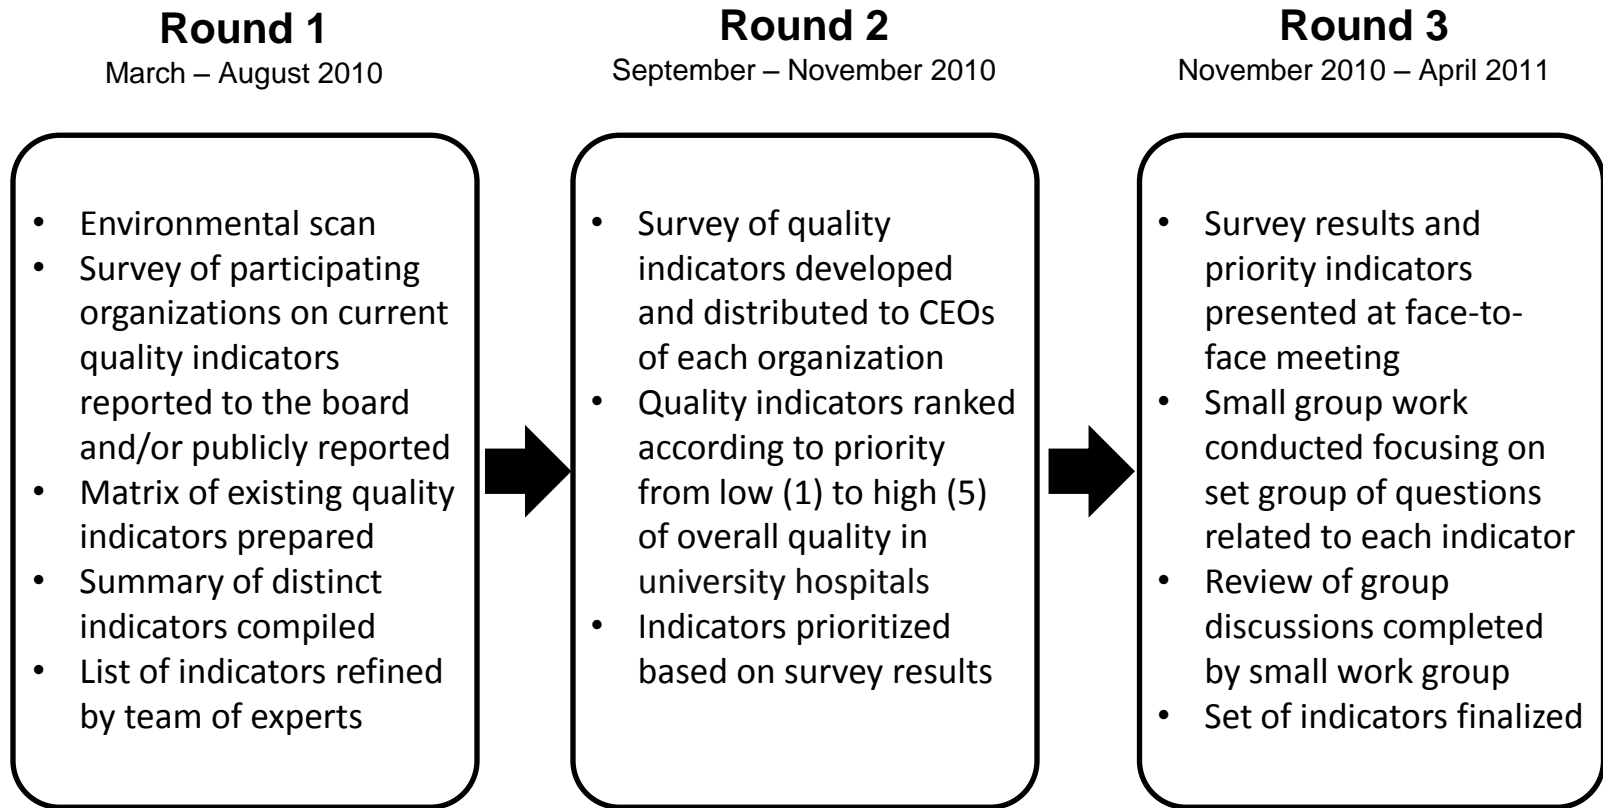 Round 1
March – August 2010
• Environmental scan
• Survey of participating
organizations on current
quality indicators
reported to the board
and/or publicly reported
• Matrix of existing quality
indicators prepared
• Summary of distinct
indicators compiled
• List of indicators refined
by team of experts
Round 2
September – November 2010
• Survey of quality
indicators developed
and distributed to CEOs
of each organization
• Quality indicators ranked
according to priority
from low (1) to high (5)
of overall quality in
university hospitals
• Indicators prioritized
based on survey results
Round 3
November 2010 – April 2011
• Survey results and
priority indicators
presented at face-to-
face meeting
• Small group work
conducted focusing on
set group of questions
related to each indicator
• Review of group
discussions completed
by small work group
• Set of indicators finalized